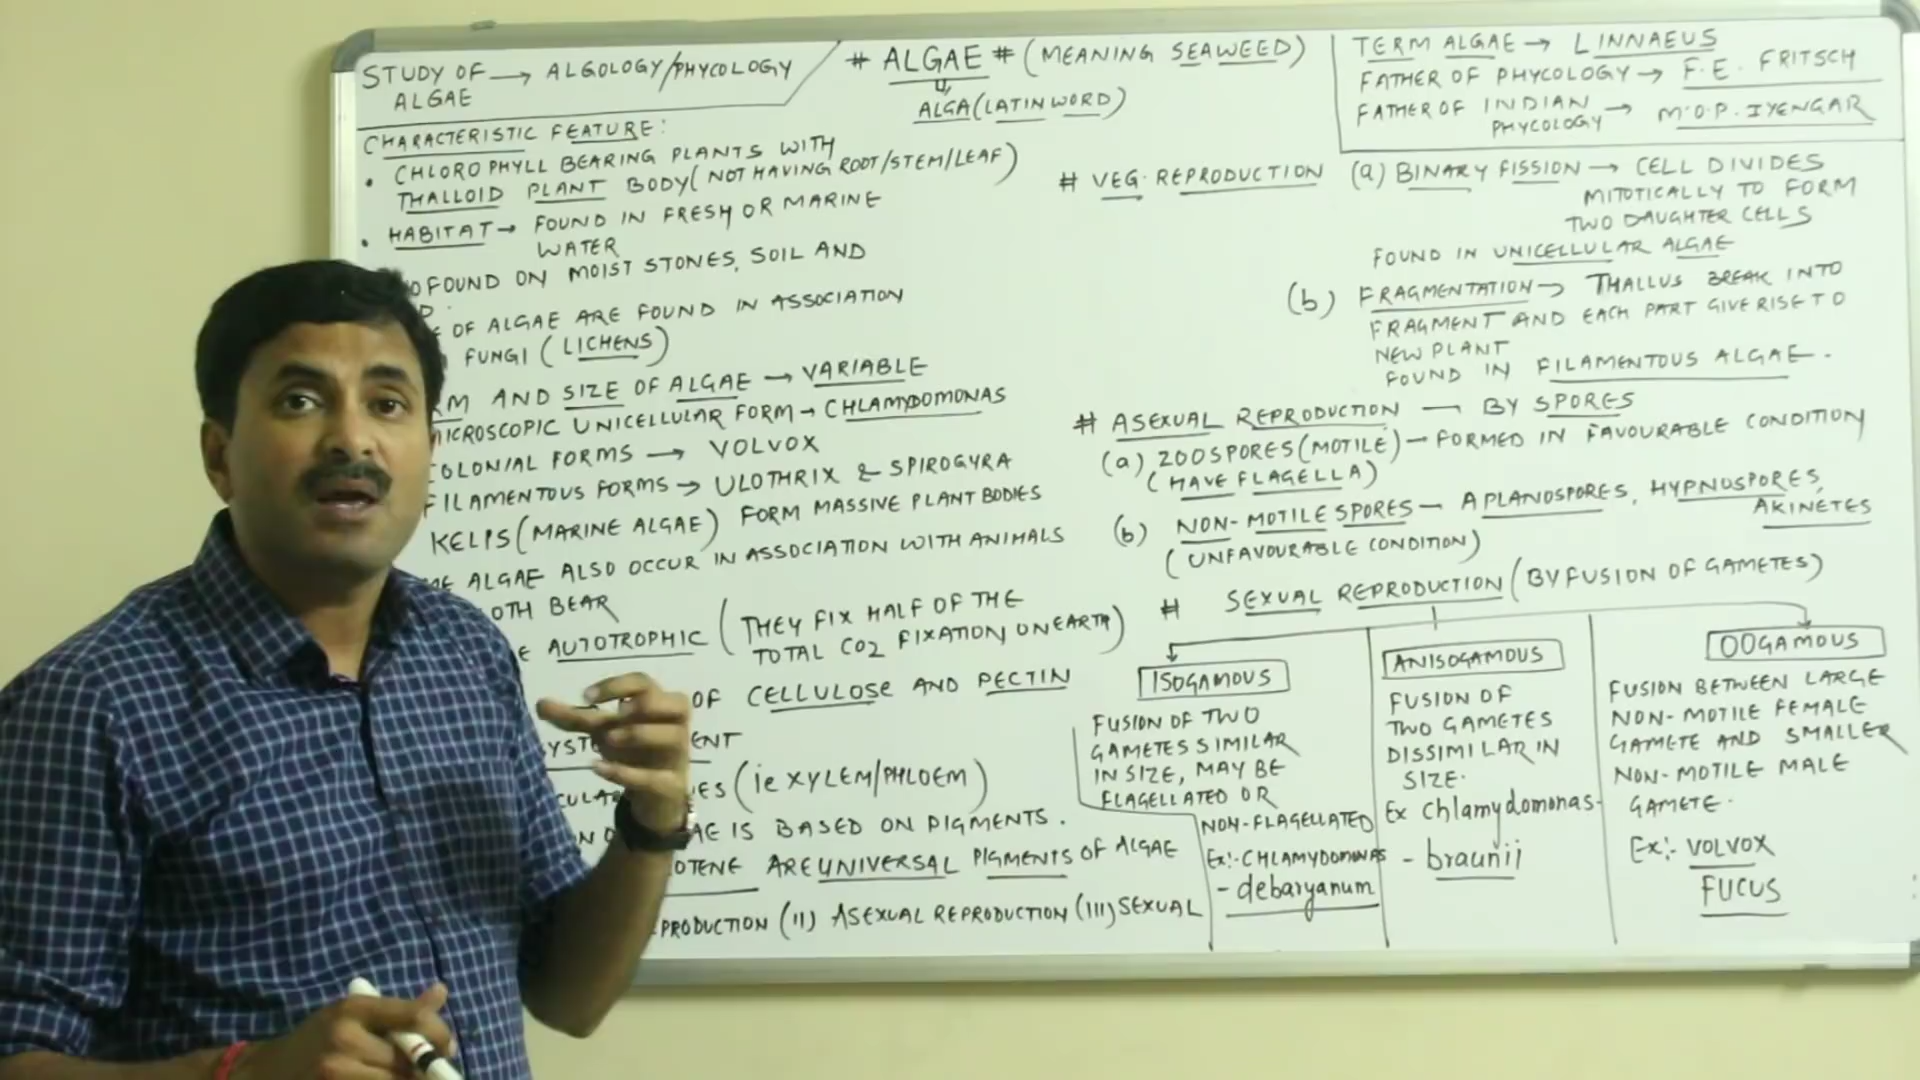 STUDY OF → ALGOLOGY/PHYCOLOGY
ALGAE
# ALGAE # (MEANING SEAWEED)
ALGA (LATIN WORD)
TERM ALGAE → LINNAEUS
FATHER OF PHYCOLOGY → F.E. FRITSCH
FATHER OF INDIAN
PHYCOLOGY → M.O.P. IYENGAR
CHARACTERISTIC FEATURE:
• CHLOROPHYLL BEARING PLANTS WITH
THALLOID PLANT BODY (NOT HAVING ROOT/STEM/LEAF)
• HABITAT → FOUND IN FRESH OR MARINE
WATER
FOUND ON MOIST STONES, SOIL AND
OF ALGAE ARE FOUND IN ASSOCIATION
FUNGI (LICHENS)
AND SIZE OF ALGAE → VARIABLE
MICROSCOPIC UNICELLULAR FORM → CHLAMYDOMONAS
COLONIAL FORMS → VOLVOX
FILAMENTOUS FORMS → ULOTHRIX & SPIROGYRA
KELPS (MARINE ALGAE) FORM MASSIVE PLANT BODIES
ALGAE ALSO OCCUR IN ASSOCIATION WITH ANIMALS
BEAR
AUTOTROPHIC (THEY FIX HALF OF THE
TOTAL CO2 FIXATION ON EARTH)
OF CELLULOSE AND PECTIN
(ie XYLEM/PHLOEM)
IS BASED ON PIGMENTS.
ARE UNIVERSAL PIGMENTS OF ALGAE
(II) ASEXUAL REPRODUCTION (III) SEXUAL
# VEG. REPRODUCTION (a) BINARY FISSION → CELL DIVIDES
MITOTICALLY TO FORM
TWO DAUGHTER CELLS
FOUND IN UNICELLULAR ALGAE
(b) FRAGMENTATION → THALLUS BREAK INTO
FRAGMENT AND EACH PART GIVE RISE TO
NEW PLANT
FOUND IN FILAMENTOUS ALGAE.
# ASEXUAL REPRODUCTION — BY SPORES
(a) ZOOSPORES (MOTILE) — FORMED IN FAVOURABLE CONDITION
(HAVE FLAGELLA)
(b) NON-MOTILE SPORES — APLANOSPORES, HYPNOSPORES,
AKINETES
(UNFAVOURABLE CONDITION)
# SEXUAL REPRODUCTION (BY FUSION OF GAMETES)
ISOGAMOUS
FUSION OF TWO
GAMETES SIMILAR
IN SIZE, MAY BE
FLAGELLATED OR
NON-FLAGELLATED
Ex:- CHLAMYDOMONAS
- debaryanum
ANISOGAMOUS
FUSION OF
TWO GAMETES
DISSIMILAR IN
SIZE.
Ex chlamydomonas-
- braunii
OOGAMOUS
FUSION BETWEEN LARGE
NON-MOTILE FEMALE
GAMETE AND SMALLER
NON-MOTILE MALE
GAMETE.
Ex:- VOLVOX
FUCUS